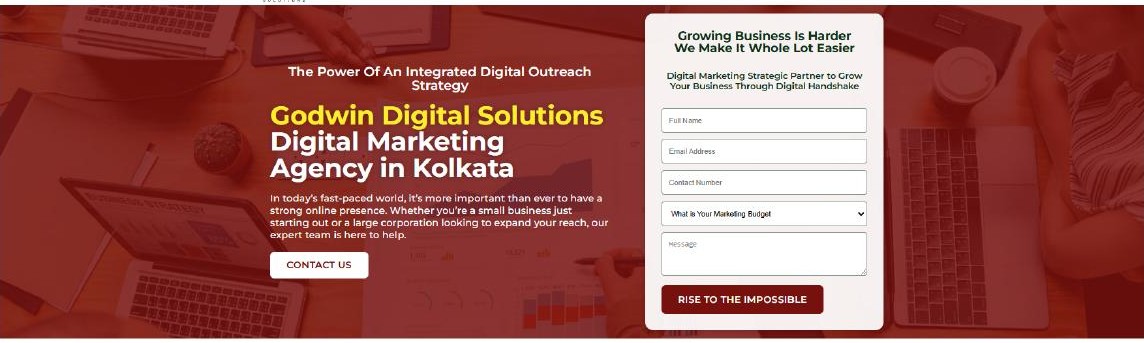 SOLUTIONS
The Power Of An Integrated Digital Outreach
Strategy
Godwin Digital Solutions
Digital Marketing
Agency in Kolkata
In today's fast-paced world, it's more important than ever to have a
strong online presence. Whether you're a small business just
starting out or a large corporation looking to expand your reach, our
expert team is here to help.
CONTACT US
Growing Business Is Harder
We Make It Whole Lot Easier
Digital Marketing Strategic Partner to Grow
Your Business Through Digital Handshake
Full Name
Email Address
Contact Number
What is Your Marketing Budget
Message
RISE TO THE IMPOSSIBLE
BUSINESS STRATEGY